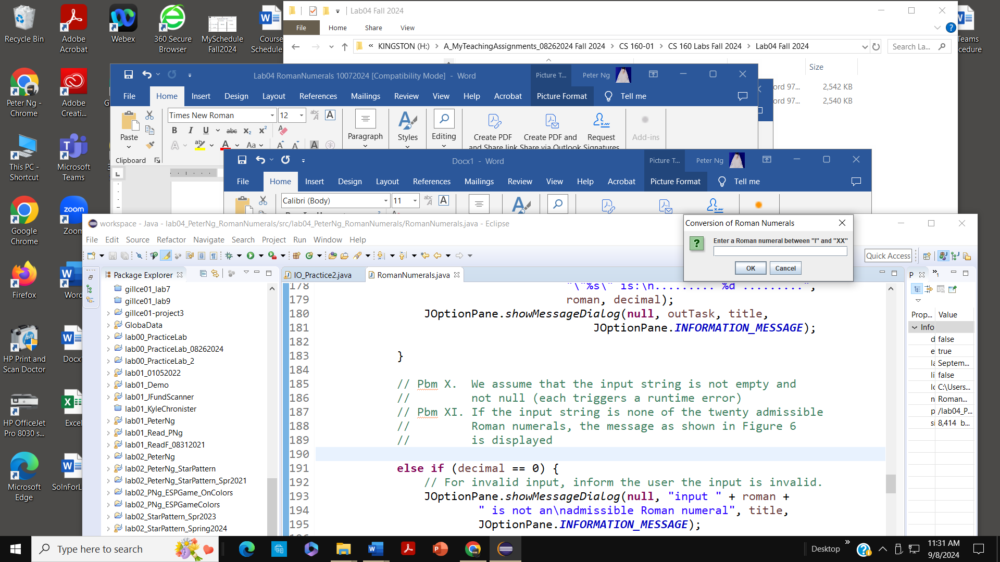 Recycle Bin
Adobe Acrobat
Webex
360 Secure Browser
MySchedule Fall2024
Course Schedule
Lab04 Fall 2024
File Home Share View
KINGSTON (H:) > A_MyTeachingAssignments_08262024 Fall 2024 > CS 160-01 > CS 160 Labs Fall 2024 > Lab04 Fall 2024
Search La...
Teams
cedure
Size
ord 97... 2,542 KB
ord 97... 2,540 KB
Peter Ng - Chrome
Adobe Creati...
G
This PC - Shortcut
Microsoft Teams
Google Chrome
Zoom
Firefox
Word
HP Print and Scan Doctor
Docx
HP OfficeJet Pro 8030 s...
Excel
Microsoft Edge
SolnForL
Lab04 RomanNumerals 10072024 [Compatibility Mode] - Word
Picture T... Peter Ng
File Home Insert Design Layout References Mailings Review View Help Acrobat Picture Format Tell me
Times New Roman 12
Paste
Clipboard
Paragraph
Styles
Editing
Create PDF and Share link
Create PDF and Share via Outlook
Request Signatures
Add-ins
Docx1 - Word
Picture T... Peter Ng
File Home Insert Design Layout References Mailings Review View Help Acrobat Picture Format Tell me
Calibri (Body) 11
workspace - Java - lab04_PeterNg_RomanNumerals/src/lab04_PeterNg_RomanNumerals/RomanNumerals.java - Eclipse
File Edit Source Refactor Navigate Search Project Run Window Help
Quick Access
Conversion of Roman Numerals
Enter a Roman numeral between "I" and "XX"
OK Cancel
Package Explorer
gillce01_lab7
gillce01_lab9
gillce01-project3
GlobaData
lab00_PracticeLab
lab00_PracticeLab_08262024
lab00_PracticeLab_2
lab01_01052022
lab01_Demo
lab01_JFundScanner
lab01_KyleChronister
lab01_PeterNg
lab01_Read_PNg
lab01_ReadF_08312021
lab02_PeterNg
lab02_PeterNg_StarPattern
lab02_PeterNg_StarPattern_Spr2021
lab02_PNg_ESPGame_OnColors
lab02_PNg_ESPGameColors
lab02_StarPattern_Spr2023
lab02_StarPattern_Spring2024
IO_Practice2.java RomanNumerals.java
178 "\"%s\" is:\n......... %d .........",
179 roman, decimal);
180 JOptionPane.showMessageDialog(null, outTask, title,
181 JOptionPane.INFORMATION_MESSAGE);
182
183 }
184
185 // Pbm X. We assume that the input string is not empty and
186 // not null (each triggers a runtime error)
187 // Pbm XI. If the input string is none of the twenty admissible
188 // Roman numerals, the message as shown in Figure 6
189 // is displayed
190
191 else if (decimal == 0) {
192 // For invalid input, inform the user the input is invalid.
193 JOptionPane.showMessageDialog(null, "input " + roman +
194 " is not an\nadmissible Roman numeral", title,
195 JOptionPane.INFORMATION_MESSAGE);
P
Prop... Value
Info
d false
e true
la Septem...
li false
lo C:\Users...
n Roman...
p /lab04_P...
si 8,414 b...
Type here to search
Desktop
11:31 AM
9/8/2024